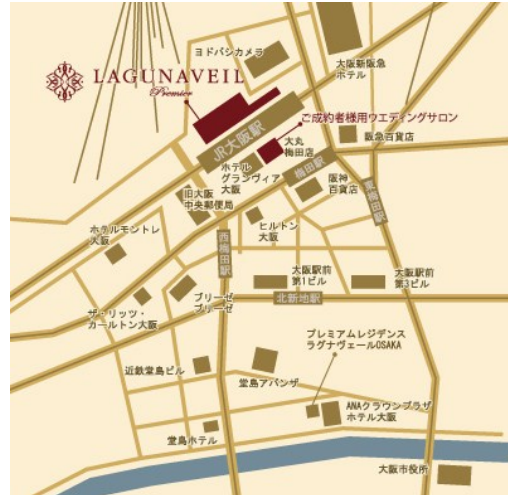 ヨドバシカメラ
大阪新阪急
ホテル
LAGUNAVEIL
Premier
ご成約者様用ウエディングサロン
JR大阪駅
大丸
梅田店
阪急百貨店
ホテル
グランヴィア
大阪
梅田駅
阪神
百貨店
東梅田駅
旧大阪
中央郵便局
ホテルモントレ
大阪
ヒルトン
大阪
西梅田駅
大阪駅前
第1ビル
大阪駅前
第3ビル
ブリーゼ
ブリーゼ
北新地駅
ザ・リッツ・
カールトン大阪
プレミアムレジデンス
ラグナヴェールOSAKA
近鉄堂島ビル
堂島アバンザ
ANAクラウンプラザ
ホテル大阪
堂島ホテル
大阪市役所